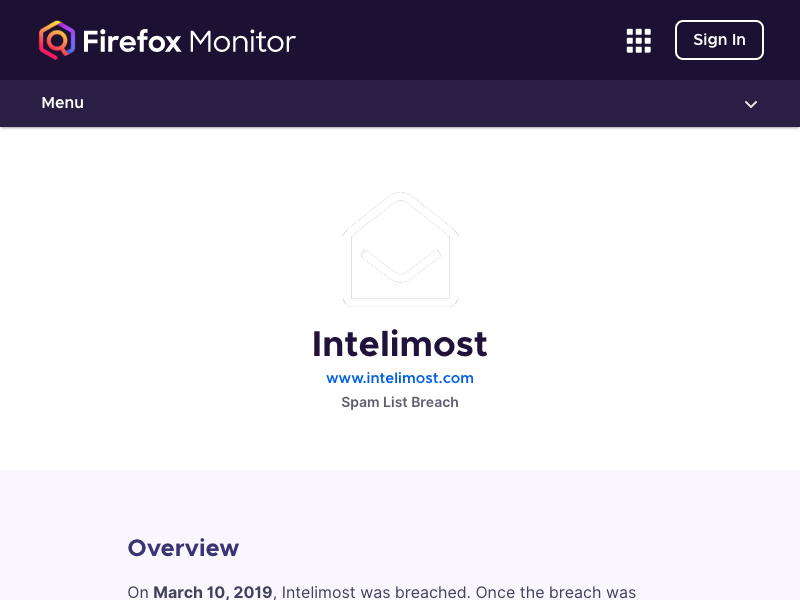 Firefox Monitor
Sign In
Menu
Intelimost
www.intelimost.com
Spam List Breach
Overview
On March 10, 2019, Intelimost was breached. Once the breach was